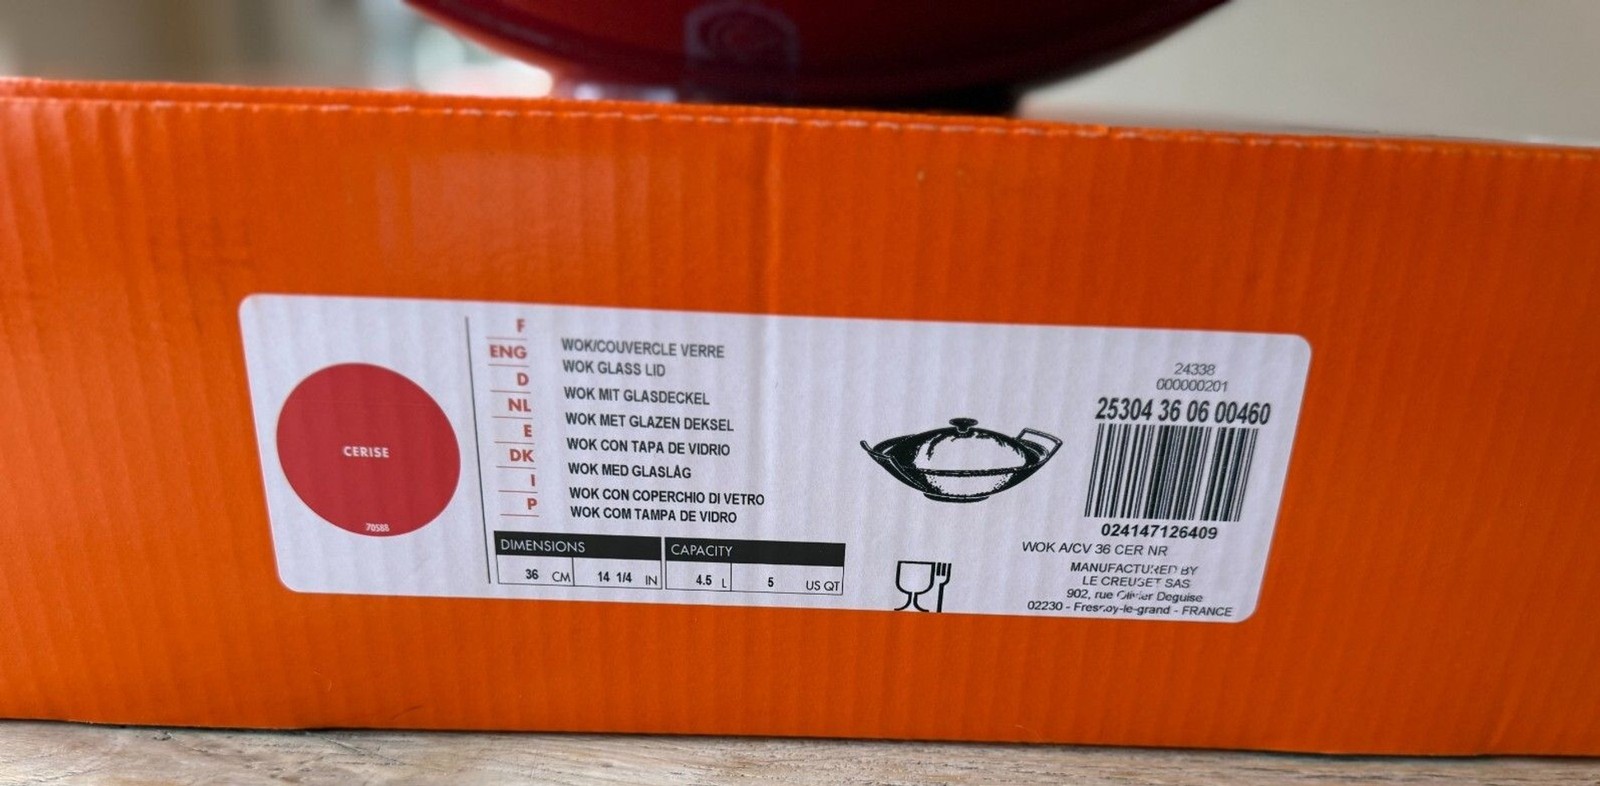 CERISE
70588
F WOK/COUVERCLE VERRE
ENG WOK GLASS LID
D WOK MIT GLASDECKEL
NL WOK MET GLAZEN DEKSEL
E WOK CON TAPA DE VIDRIO
DK WOK MED GLASLÅG
I WOK CON COPERCHIO DI VETRO
P WOK COM TAMPA DE VIDRO
DIMENSIONS CAPACITY
36 CM 14 1/4 IN 4.5 L 5 US QT
24338
000000201
25304 36 06 00460
024147126409
WOK A/CV 36 CER NR
MANUFACTURED BY
LE CREUSET SAS
902, rue Olivier Deguise
02230 - Fresnoy-le-grand - FRANCE